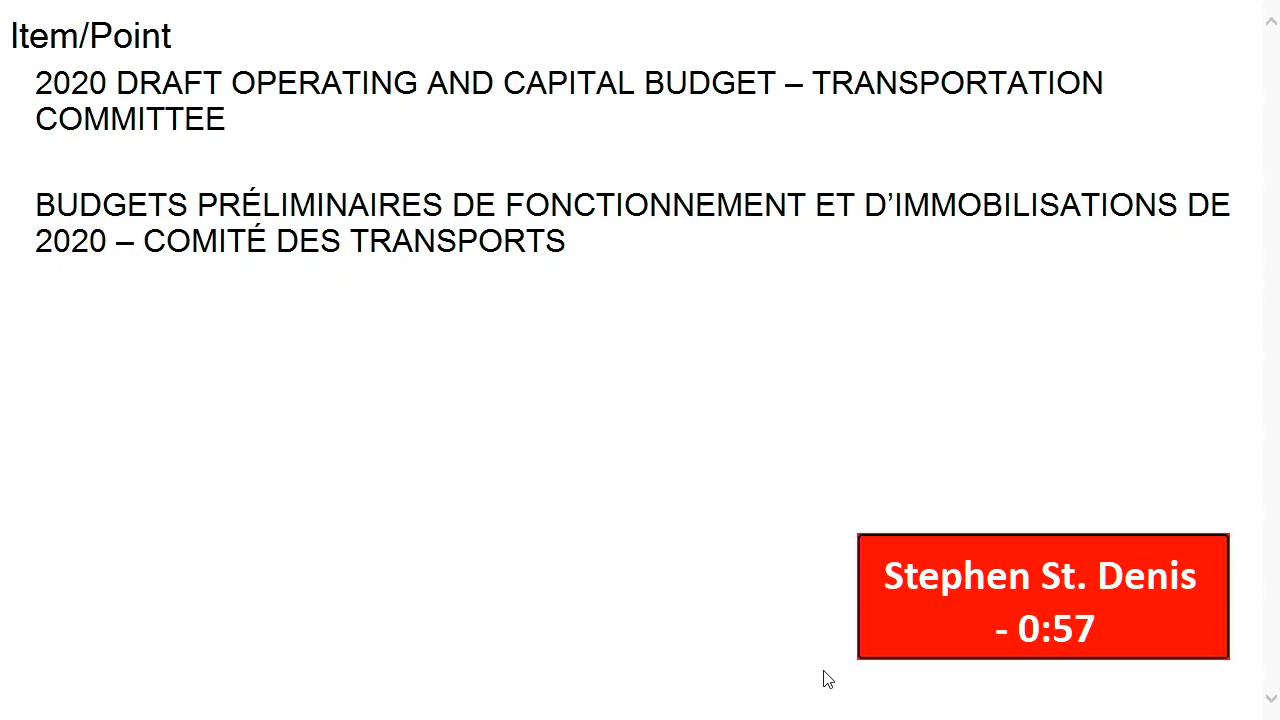 Item/Point
2020 DRAFT OPERATING AND CAPITAL BUDGET – TRANSPORTATION
COMMITTEE
BUDGETS PRÉLIMINAIRES DE FONCTIONNEMENT ET D’IMMOBILISATIONS DE
2020 – COMITÉ DES TRANSPORTS
Stephen St. Denis
- 0:57